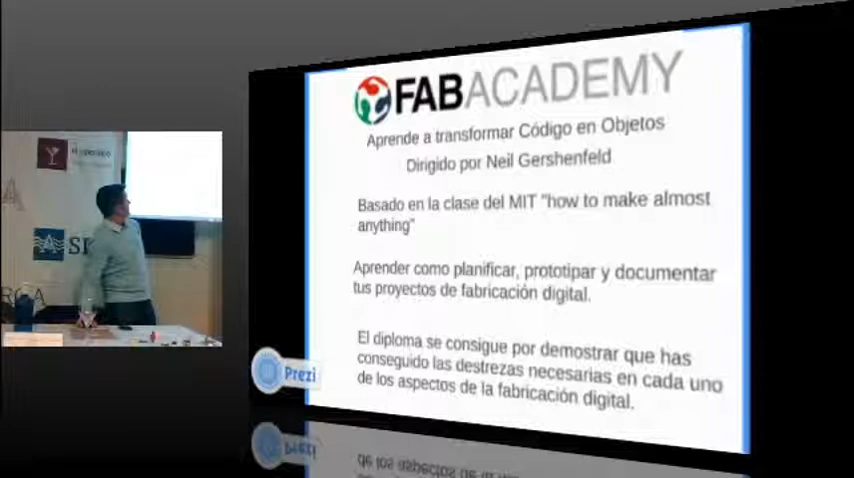 FABACADEMY
Aprende a transformar Código en Objetos
Dirigido por Neil Gershenfeld
Basado en la clase del MIT "how to make almost
anything"
Aprender como planificar, prototipar y documentar
tus proyectos de fabricación digital.
El diploma se consigue por demostrar que has
conseguido las destrezas necesarias en cada uno
de los aspectos de la fabricación digital.
Prezi